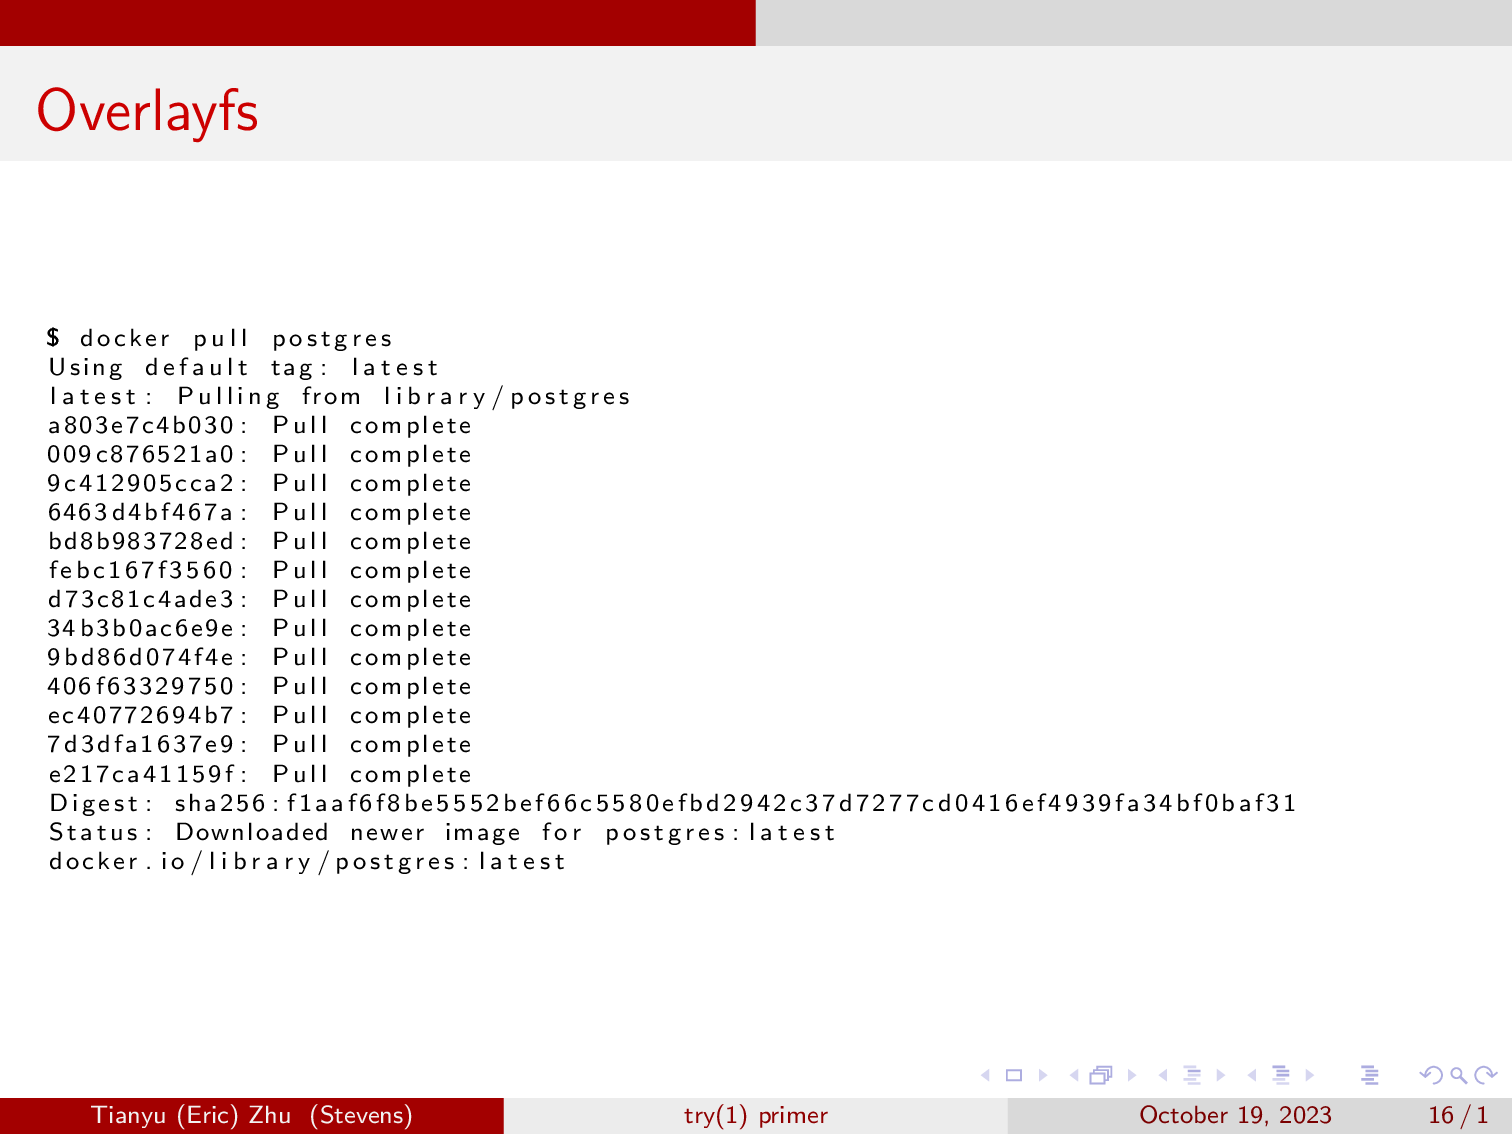 Overlayfs
$ docker pull postgres
Using default tag: latest
latest: Pulling from library/postgres
a803e7c4b030: Pull complete
009c876521a0: Pull complete
9c412905cca2: Pull complete
6463d4bf467a: Pull complete
bd8b983728ed: Pull complete
febc167f3560: Pull complete
d73c81c4ade3: Pull complete
34b3b0ac6e9e: Pull complete
9bd86d074f4e: Pull complete
406f63329750: Pull complete
ec40772694b7: Pull complete
7d3dfa1637e9: Pull complete
e217ca41159f: Pull complete
Digest: sha256:f1aaf6f8be5552bef66c5580efbd2942c37d7277cd0416ef4939fa34bf0baf31
Status: Downloaded newer image for postgres:latest
docker.io/library/postgres:latest
Tianyu (Eric) Zhu (Stevens)
try(1) primer
October 19, 2023
16 / 1